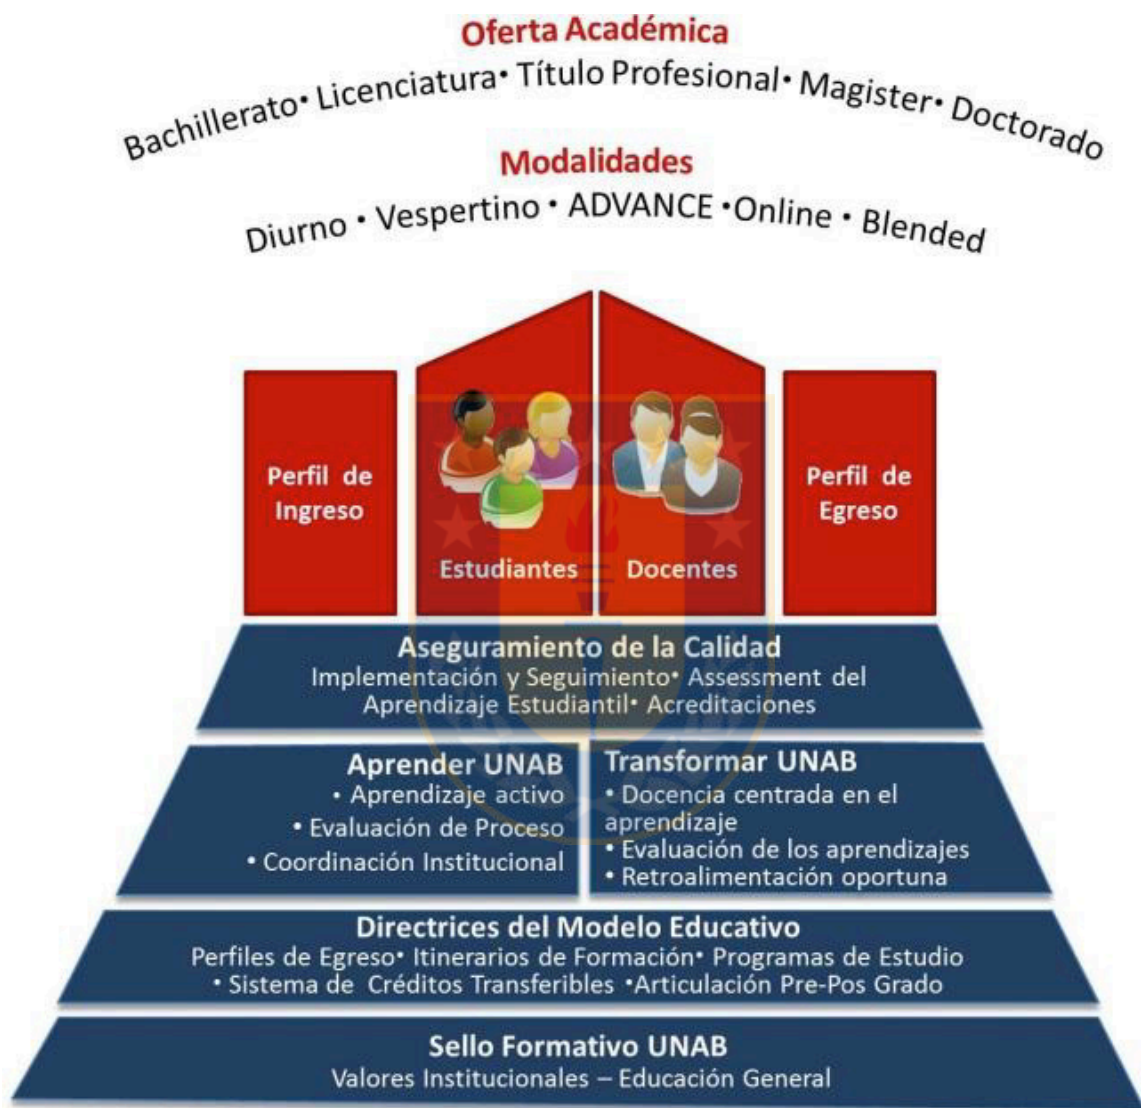 Oferta Académica
Bachillerato• Licenciatura• Título Profesional• Magister• Doctorado
Modalidades
Diurno • Vespertino • ADVANCE •Online • Blended
Perfil de
Ingreso
Estudiantes
Docentes
Perfil de
Egreso
Aseguramiento de la Calidad
Implementación y Seguimiento• Assessment del
Aprendizaje Estudiantil• Acreditaciones
Aprender UNAB
• Aprendizaje activo
• Evaluación de Proceso
• Coordinación Institucional
Transformar UNAB
• Docencia centrada en el
aprendizaje
• Evaluación de los aprendizajes
• Retroalimentación oportuna
Directrices del Modelo Educativo
Perfiles de Egreso• Itinerarios de Formación• Programas de Estudio
• Sistema de Créditos Transferibles •Articulación Pre-Pos Grado
Sello Formativo UNAB
Valores Institucionales – Educación General